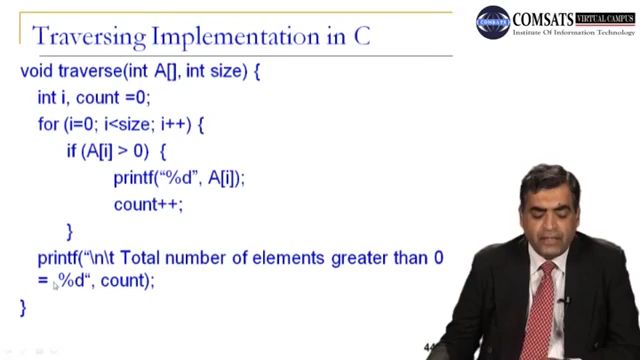 Traversing Implementation in C
COMSATS
VIRTUAL CAMPUS
Institute Of Information Technology
void traverse(int A[], int size) {
int i, count =0;
for (i=0; i<size; i++) {
if (A[i] > 0) {
printf(“%d”, A[i]);
count++;
}
printf(“\n\t Total number of elements greater than 0
= %d“, count);
}